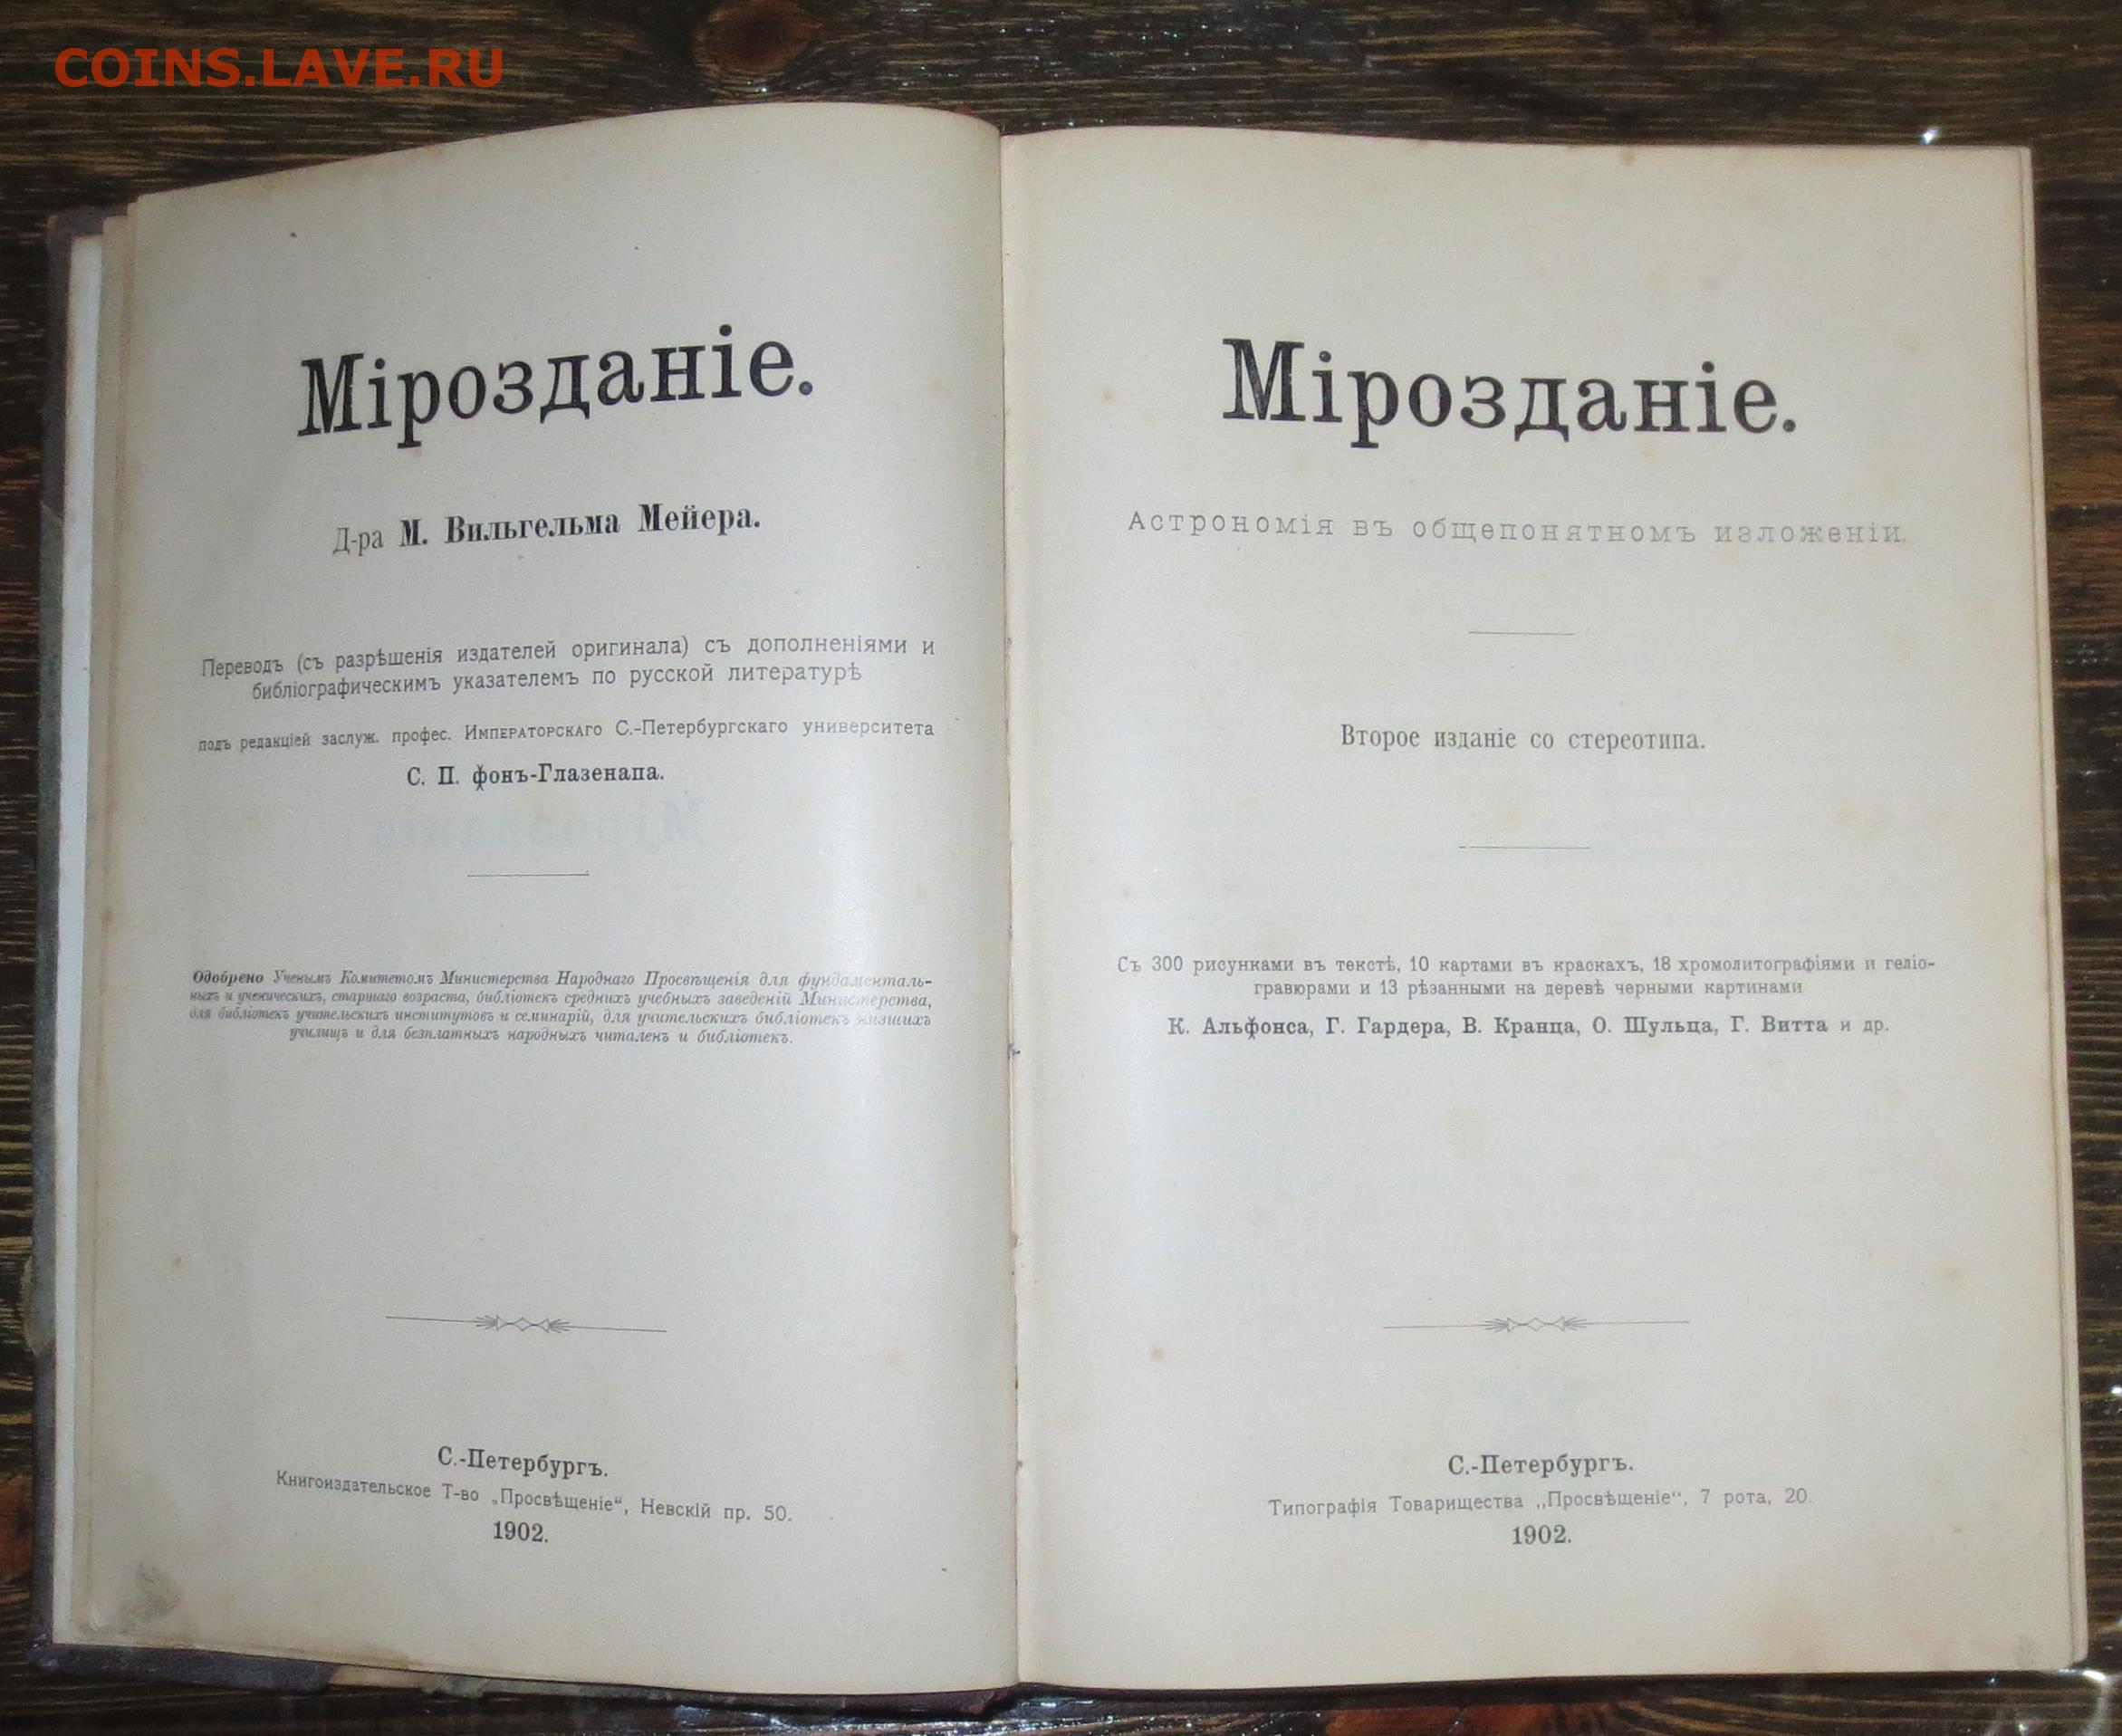 COINS.LAVE.RU
Мірозданіе.
Д-ра М. Вильгельма Мейера.
Переводъ (съ разрѣшенія издателей оригинала) съ дополненіями и
библіографическимъ указателемъ по русской литературѣ
подъ редакціей заслуж. профес. Императорскаго С.-Петербургскаго университета
С. П. фонъ-Глазенапа.
Одобрено Ученымъ Комитетомъ Министерства Народнаго Просвѣщенія для фундаменталь-
ныхъ и ученическихъ, старшаго возраста, библіотекъ среднихъ учебныхъ заведеній Министерства,
для библіотекъ учительскихъ институтовъ и семинарій, для учительскихъ библіотекъ низшихъ
училищъ и для безплатныхъ народныхъ читаленъ и библіотекъ.
С.-Петербургъ.
Книгоиздательское Т-во „Просвѣщеніе“, Невскій пр. 50.
1902.
Мірозданіе.
Астрономія въ общепонятномъ изложеніи.
Второе изданіе со стереотипа.
Съ 300 рисунками въ текстѣ, 10 картами въ краскахъ, 18 хромолитографіями и геліо-
гравюрами и 13 рѣзанными на деревѣ черными картинами
К. Альфонса, Г. Гардера, В. Кранца, О. Шульца, Г. Витта и др.
С.-Петербургъ.
Типографія Товарищества „Просвѣщеніе“, 7 рота, 20.
1902.